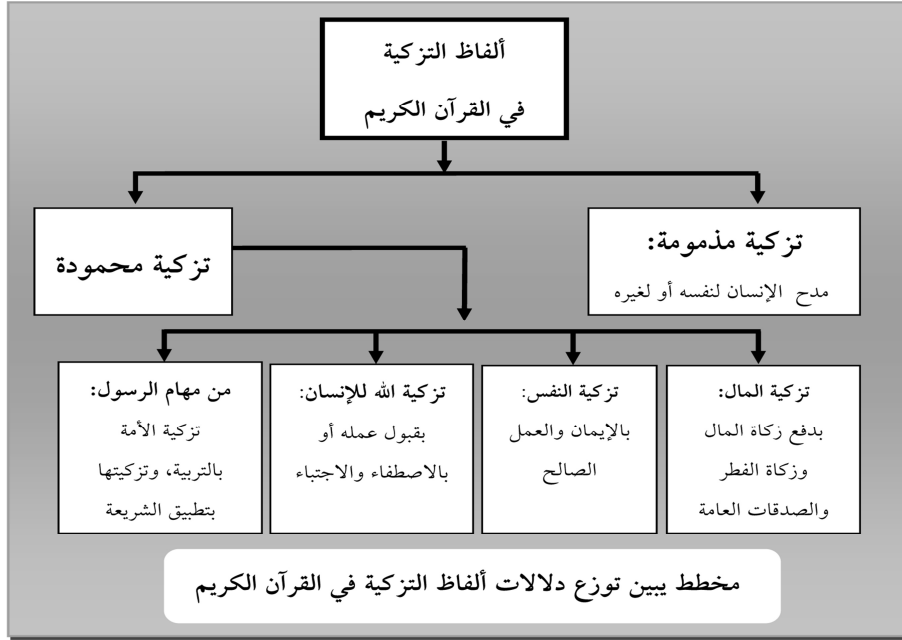 ألفاظ التزكية
في القرآن الكريم
تزكية مذمومة:
مدح الإنسان لنفسه أو لغيره
تزكية محمودة
تزكية المال:
بدفع زكاة المال
وزكاة الفطر
والصدقات العامة
تزكية النفس:
بالإيمان والعمل
الصالح
تزكية الله للإنسان:
بقبول عمله أو
بالاصطفاء والاجتباء
من مهام الرسول:
تزكية الأمة
بالتربية، وتزكيتها
بتطبيق الشريعة
مخطط يبين توزع دلالات ألفاظ التزكية في القرآن الكريم